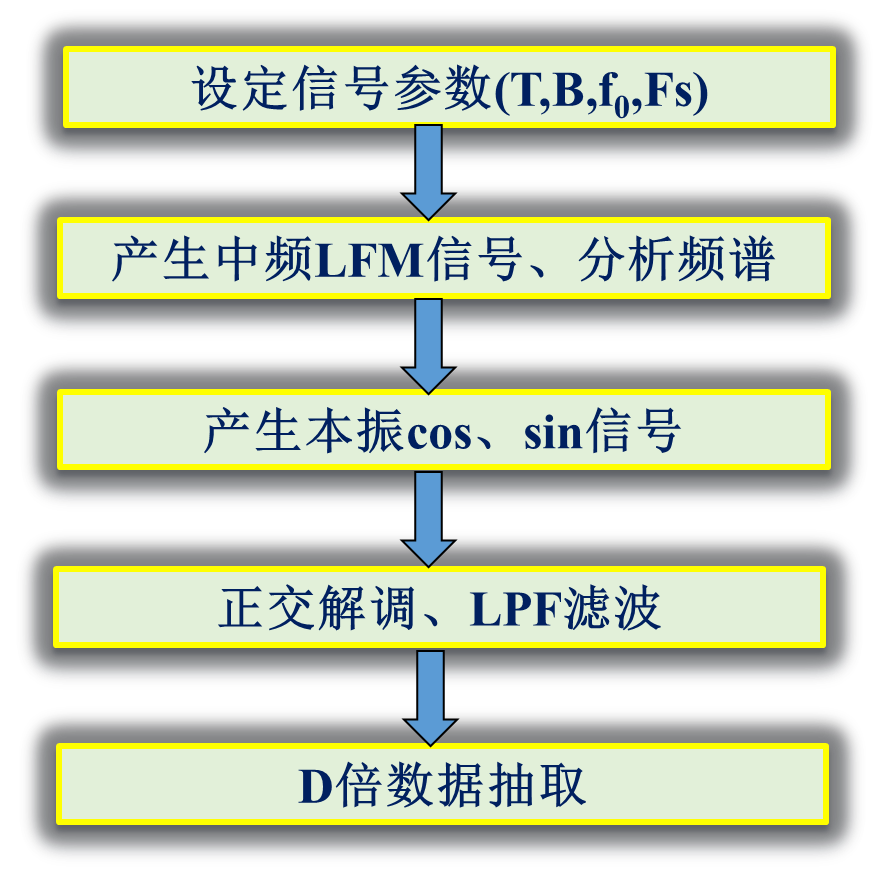 设定信号参数(T,B,f₀,Fs)
产生中频LFM信号、分析频谱
产生本振cos、sin信号
正交解调、LPF滤波
D倍数据抽取